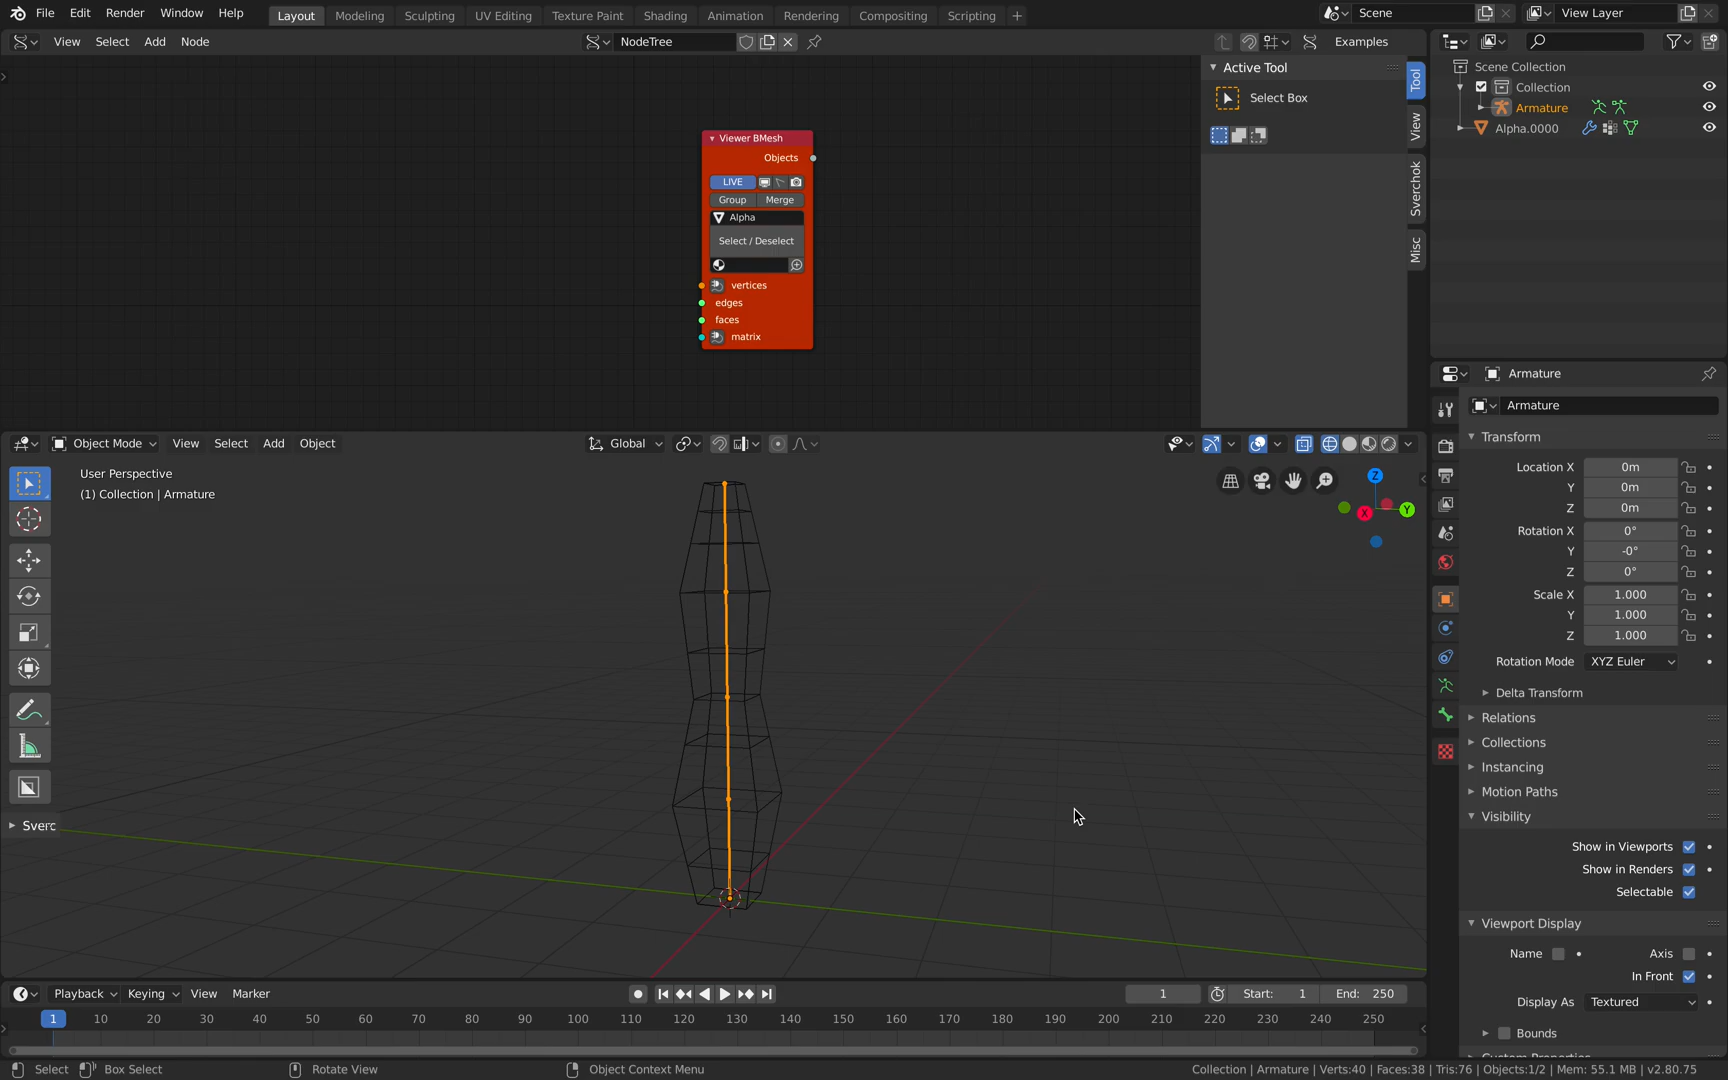 File Edit Render Window Help Layout Modeling Sculpting UV Editing Texture Paint Shading Animation Rendering Compositing Scripting + Scene View Layer
View Select Add Node NodeTree Examples
Active Tool
Select Box
Tool
View
Sverchok
Misc
Scene Collection
Collection
Armature
Alpha.0000
Viewer BMesh
Objects
LIVE
Group Merge
Alpha
Select / Deselect
vertices
edges
faces
matrix
Armature
Armature
Transform
Location X 0m
Y 0m
Z 0m
Rotation X 0°
Y -0°
Z 0°
Scale X 1.000
Y 1.000
Z 1.000
Rotation Mode XYZ Euler
Delta Transform
Relations
Collections
Instancing
Motion Paths
Visibility
Show in Viewports
Show in Renders
Selectable
Viewport Display
Name Axis
In Front
Display As Textured
Bounds
Object Mode View Select Add Object Global
User Perspective
(1) Collection | Armature
Z
X
Y
Sverc
Playback Keying View Marker 1 Start: 1 End: 250
1 10 20 30 40 50 60 70 80 90 100 110 120 130 140 150 160 170 180 190 200 210 220 230 240 250
Select Box Select Rotate View Object Context Menu Collection | Armature | Verts:40 | Faces:38 | Tris:76 | Objects:1/2 | Mem: 55.1 MB | v2.80.75